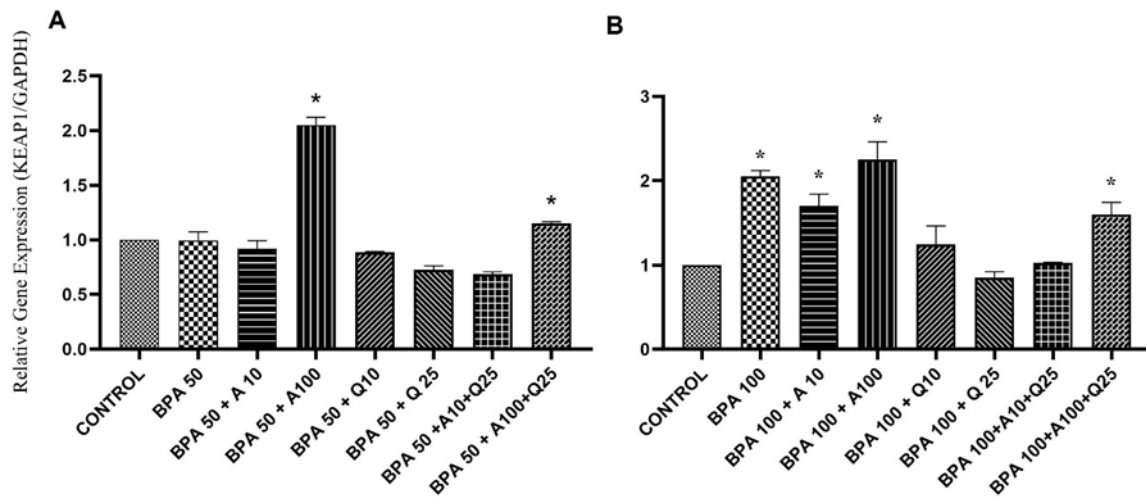 A
Relative Gene Expression (KEAP1/GAPDH)
2.5
2.0
1.5
1.0
0.5
0.0
*
*
CONTROL
BPA 50
BPA 50 + A 10
BPA 50 + A100
BPA 50 + Q10
BPA 50 + Q 25
BPA 50 +A10+Q25
BPA 50 + A100+Q25
B
3
2
1
0
*
*
*
*
CONTROL
BPA 100
BPA 100 + A 10
BPA 100 + A100
BPA 100 + Q10
BPA 100 + Q 25
BPA 100+A10+Q25
BPA 100+A100+Q25